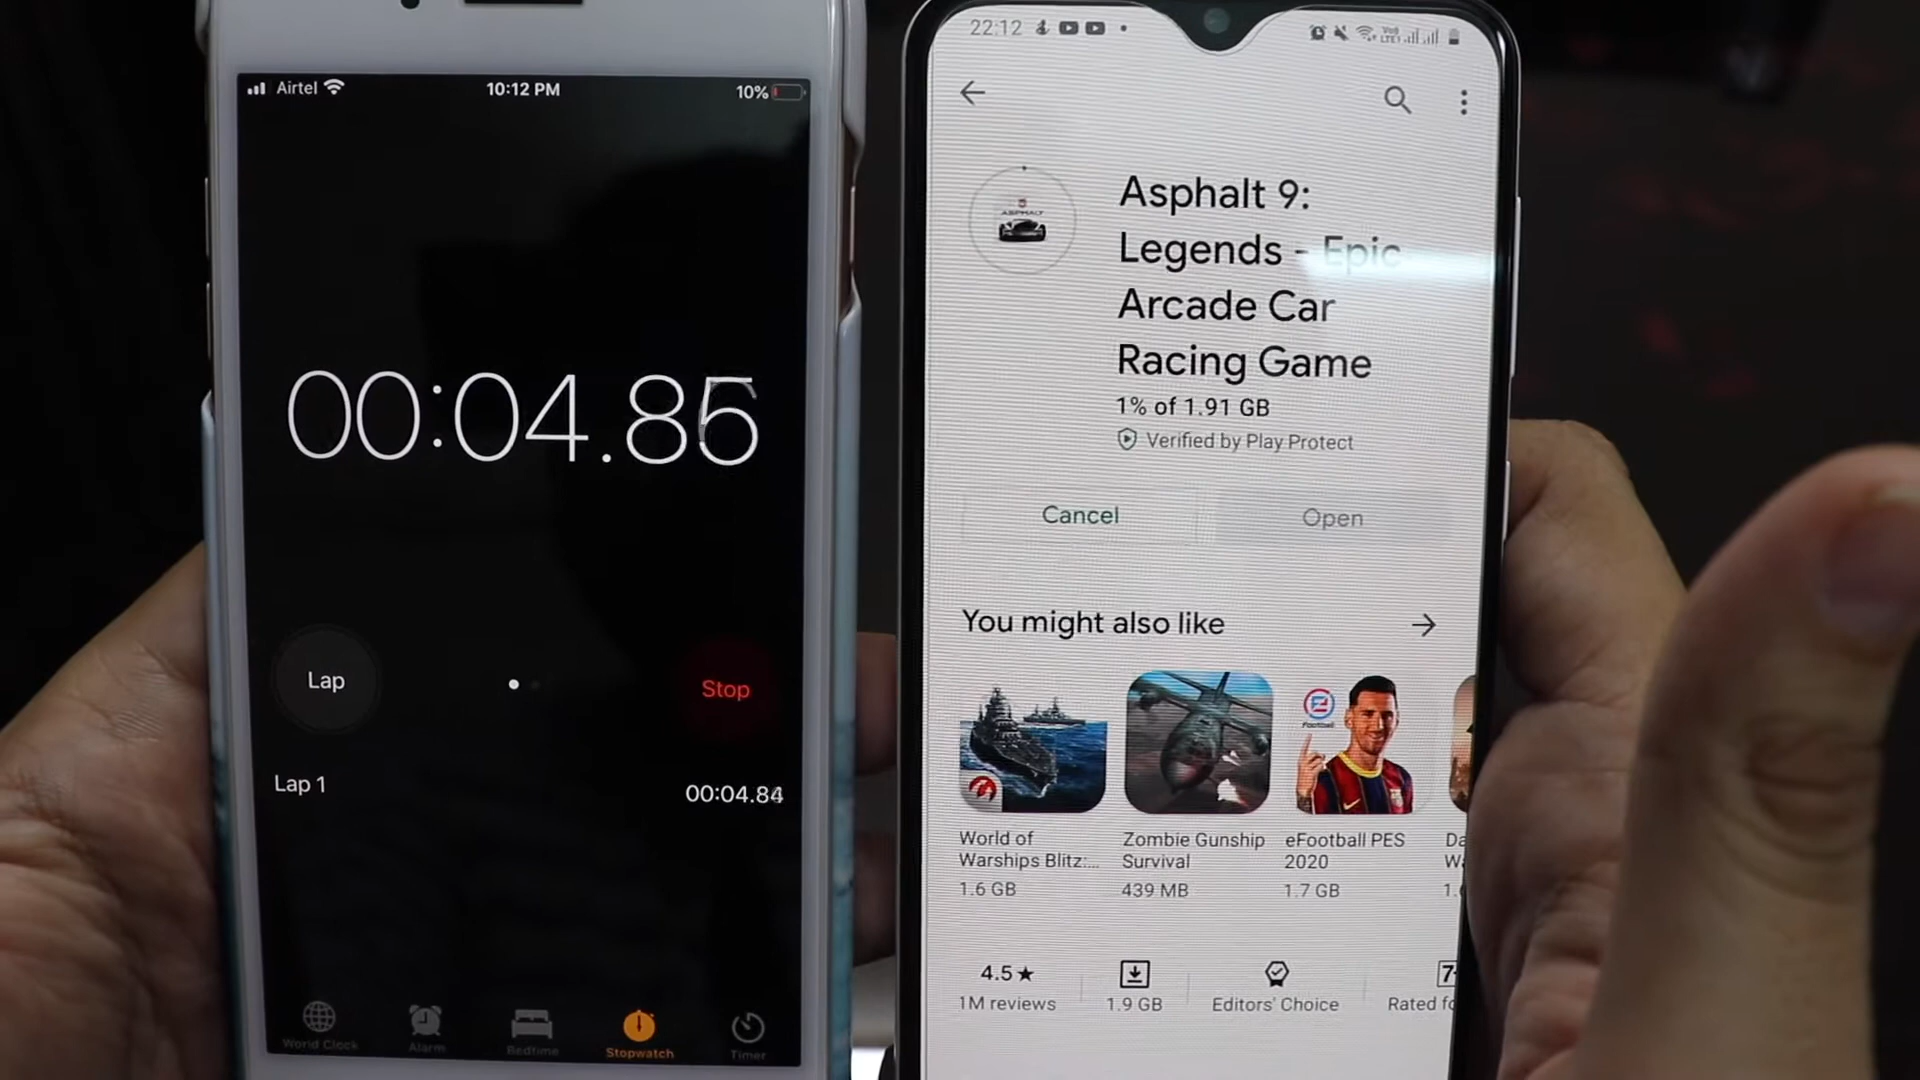 Airtel
10:12 PM
10%
00:04.85
Lap
Stop
Lap 1
00:04.84
World Clock
Alarm
Bedtime
Stopwatch
Timer
22:12
Asphalt 9:
Legends - Epic
Arcade Car
Racing Game
1% of 1.91 GB
Verified by Play Protect
Cancel
Open
You might also like
World of
Warships Blitz:...
1.6 GB
Zombie Gunship
Survival
439 MB
eFootball PES
2020
1.7 GB
4.5★
1M reviews
1.9 GB
Editors' Choice
Rated